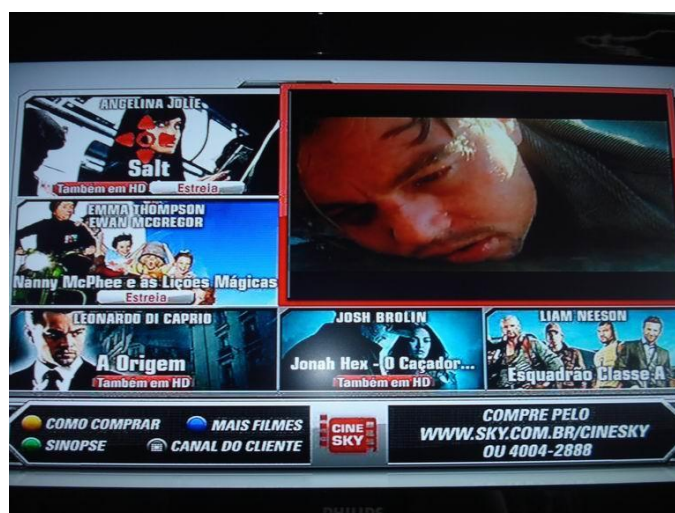 ANGELINA JOLIE
Salt
Também em HD
Estreia
EMMA THOMPSON
EWAN MCGREGOR
Nanny McPhee e as Lições Mágicas
Estreia
LEONARDO DI CAPRIO
A Origem
Também em HD
JOSH BROLIN
Jonah Hex - O Caçador...
Também em HD
LIAM NEESON
Esquadrão Classe A
COMO COMPRAR
MAIS FILMES
SINOPSE
CANAL DO CLIENTE
CINE
SKY
COMPRE PELO
WWW.SKY.COM.BR/CINESKY
OU 4004-2888
PHILIPS